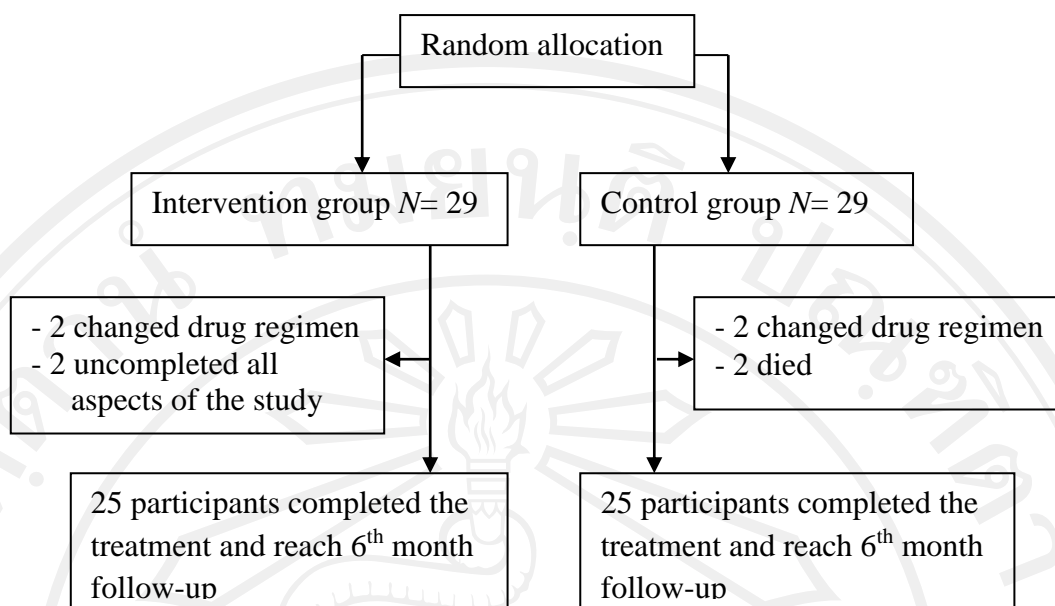 Random allocation
Intervention group N= 29
Control group N= 29
- 2 changed drug regimen
- 2 uncompleted all
aspects of the study
- 2 changed drug regimen
- 2 died
25 participants completed the
treatment and reach 6th month
follow-up
25 participants completed the
treatment and reach 6th month
follow-up